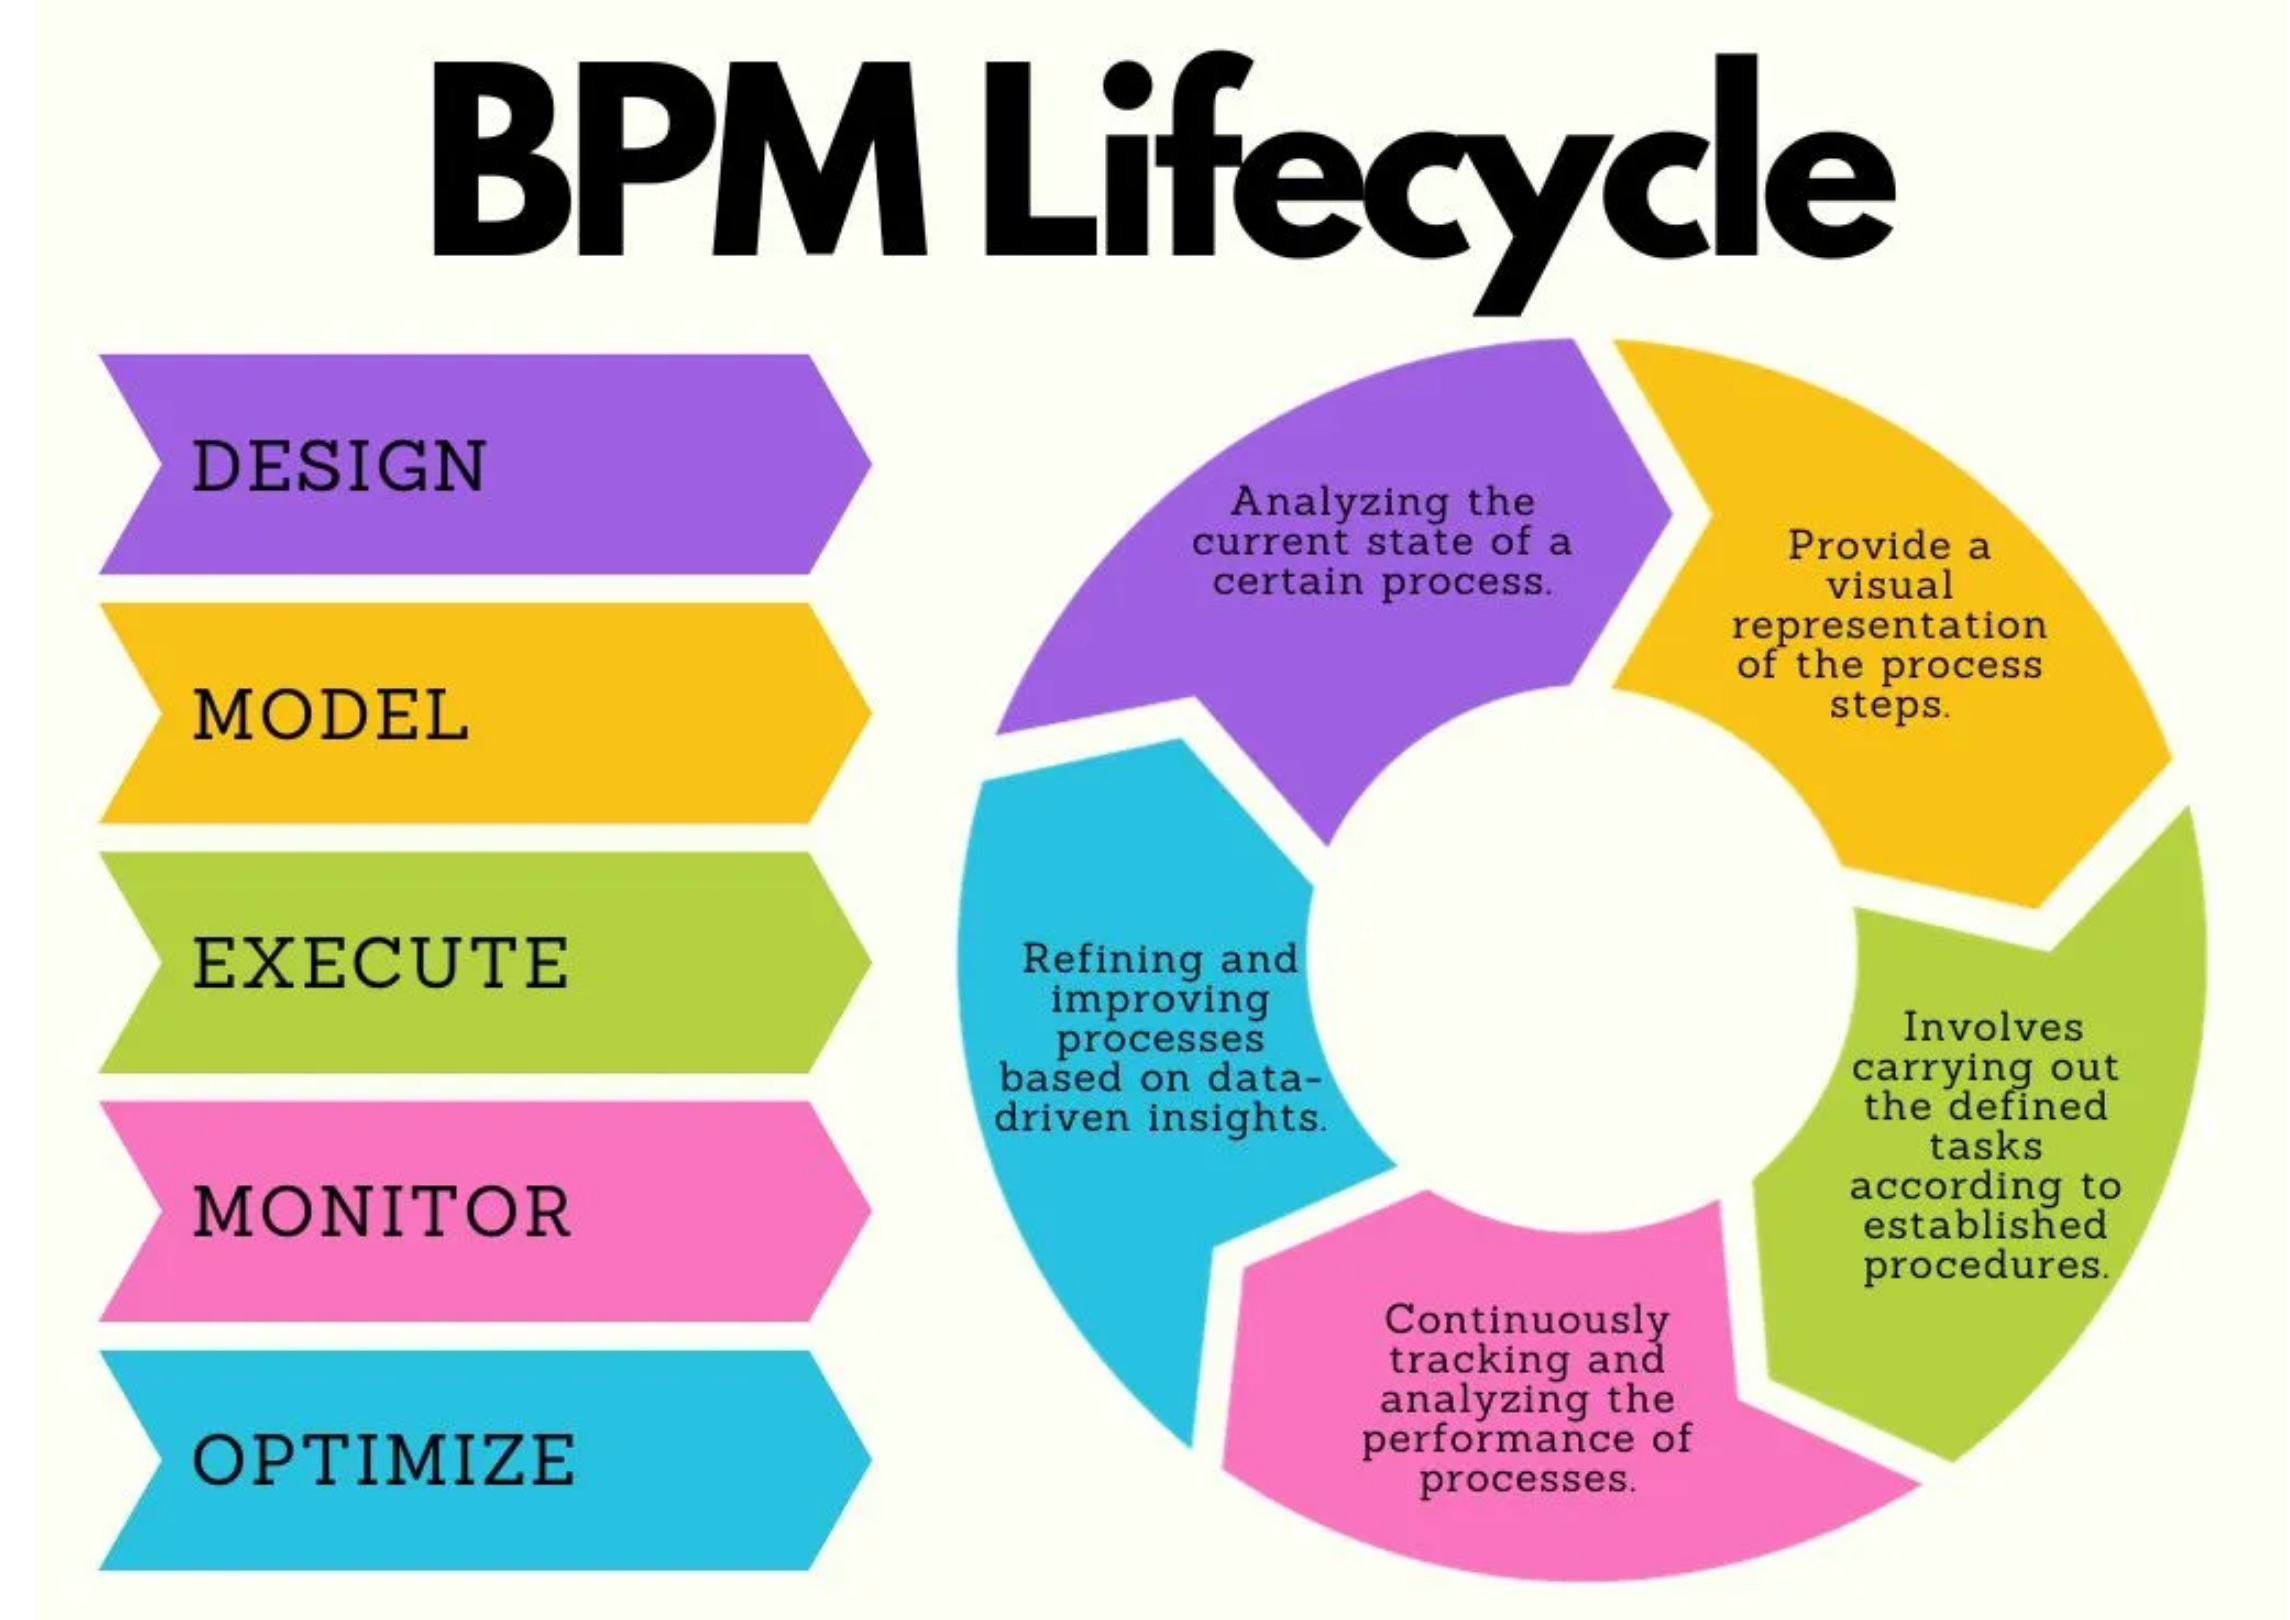 BPM Lifecycle
DESIGN
MODEL
EXECUTE
MONITOR
OPTIMIZE
Analyzing the
current state of a
certain process.
Provide a
visual
representation
of the process
steps.
Involves
carrying out
the defined
tasks
according to
established
procedures.
Continuously
tracking and
analyzing the
performance of
processes.
Refining and
improving
processes
based on data-
driven insights.